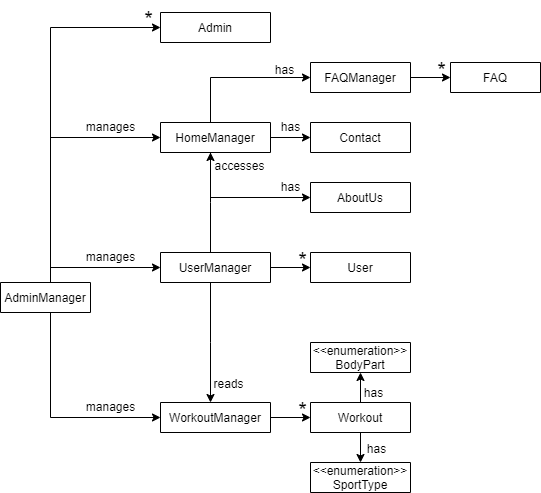 *
Admin
has
FAQManager
*
FAQ
manages
HomeManager
has
Contact
accesses
has
AboutUs
manages
UserManager
*
User
AdminManager
<<enumeration>>
BodyPart
reads
has
manages
WorkoutManager
*
Workout
has
<<enumeration>>
SportType